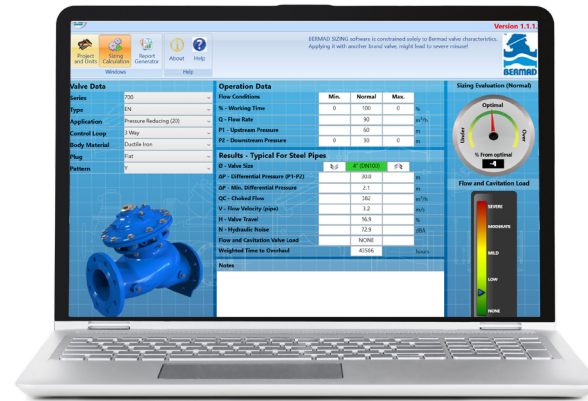 Version 1.1.1.
BERMAD SIZING software is constrained solely to Bermad valve characteristics.
Applying it with another brand valve, might lead to severe misuse!
Project and Units
Sizing Calculation
Report Generator
About
Help
Windows
Help
BERMAD
Valve Data
Series 700
Type EN
Application Pressure Reducing (20)
Control Loop 3 Way
Body Material Ductile Iron
Plug Flat
Pattern Y
Operation Data
Flow Conditions Min. Normal Max.
% - Working Time 0 100 0 %
Q - Flow Rate 90 m³/h
P1 - Upstream Pressure 60 m
P2 - Downstream Pressure 0 30 0 m
Results - Typical For Steel Pipes
Ø - Valve Size 4" (DN100)
ΔP - Differential Pressure (P1-P2) 30.0 m
ΔP - Min. Differential Pressure 2.1 m
QC - Choked Flow 382 m³/h
V - Flow Velocity (pipe) 3.2 m/s
H - Valve Travel 16.9 %
N - Hydraulic Noise 72.9 dBA
Flow and Cavitation Valve Load NONE
Weighted Time to Overhaul 43586 hours
Notes
Sizing Evaluation (Normal)
Optimal
Under
Over
% From optimal
-4
Flow and Cavitation Load
SEVERE
MODERATE
MILD
LOW
NONE